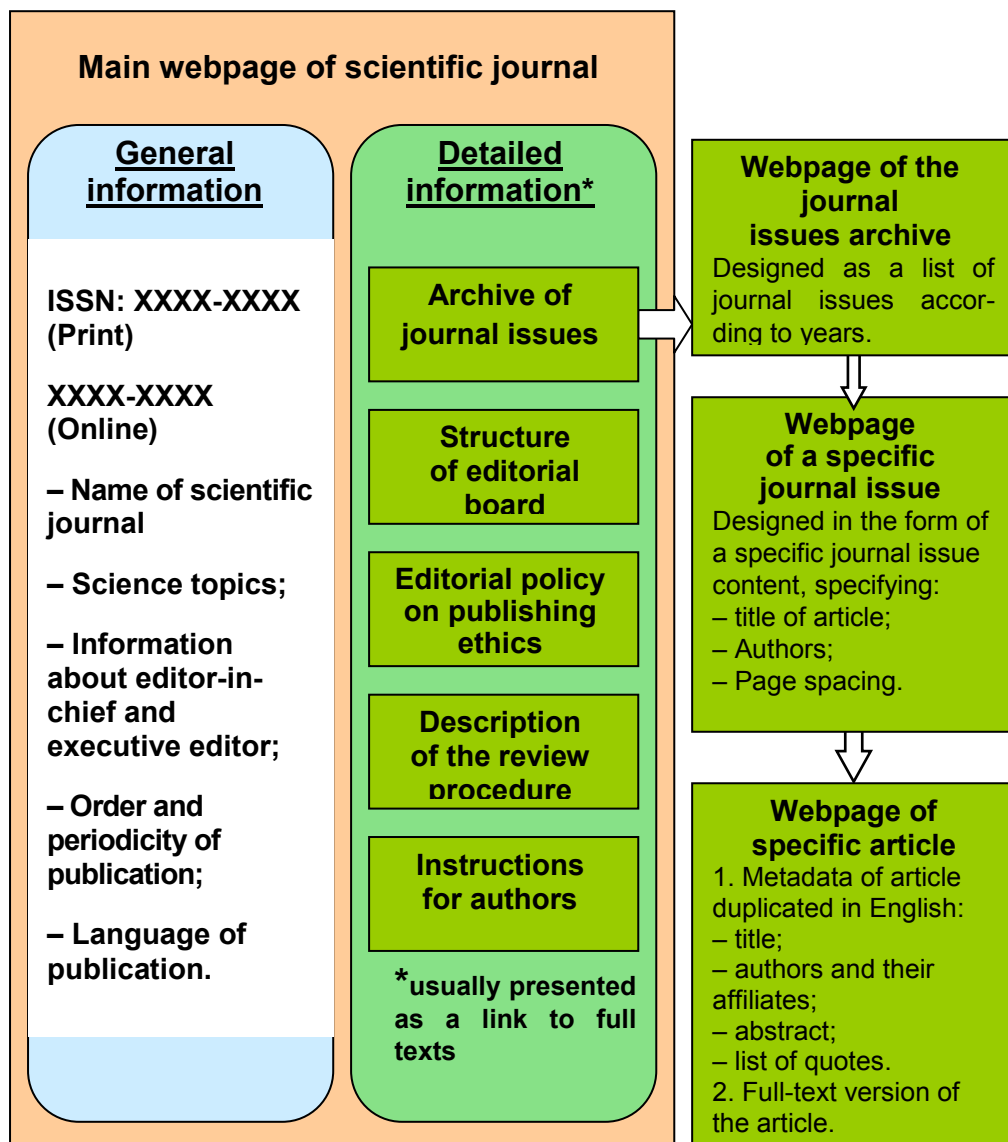 Main webpage of scientific journal
General
information
ISSN: XXXX-XXXX
(Print)
XXXX-XXXX
(Online)
– Name of scientific
journal
– Science topics;
– Information
about editor-in-
chief and
executive editor;
– Order and
periodicity of
publication;
– Language of
publication.
Detailed
information*
Archive of
journal issues
Structure
of editorial
board
Editorial policy
on publishing
ethics
Description
of the review
procedure
Instructions
for authors
*usually presented
as a link to full
texts
Webpage of the
journal
issues archive
Designed as a list of
journal issues accor-
ding to years.
Webpage
of a specific
journal issue
Designed in the form of
a specific journal issue
content, specifying:
– title of article;
– Authors;
– Page spacing.
Webpage of
specific article
1. Metadata of article
duplicated in English:
– title;
– authors and their
affiliates;
– abstract;
– list of quotes.
2. Full-text version of
the article.